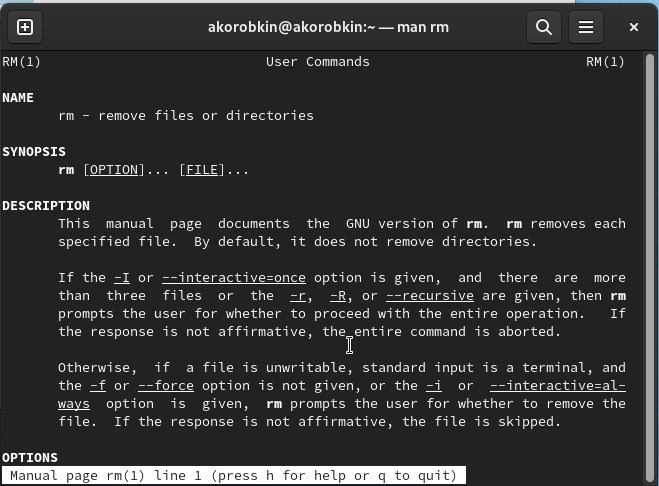 akorobkin@akorobkin:~ — man rm
RM(1) User Commands RM(1)
NAME
rm - remove files or directories
SYNOPSIS
rm [OPTION]... [FILE]...
DESCRIPTION
This manual page documents the GNU version of rm. rm removes each
specified file. By default, it does not remove directories.
If the -I or --interactive=once option is given, and there are more
than three files or the -r, -R, or --recursive are given, then rm
prompts the user for whether to proceed with the entire operation. If
the response is not affirmative, the entire command is aborted.
Otherwise, if a file is unwritable, standard input is a terminal, and
the -f or --force option is not given, or the -i or --interactive=al-
ways option is given, rm prompts the user for whether to remove the
file. If the response is not affirmative, the file is skipped.
OPTIONS
Manual page rm(1) line 1 (press h for help or q to quit)